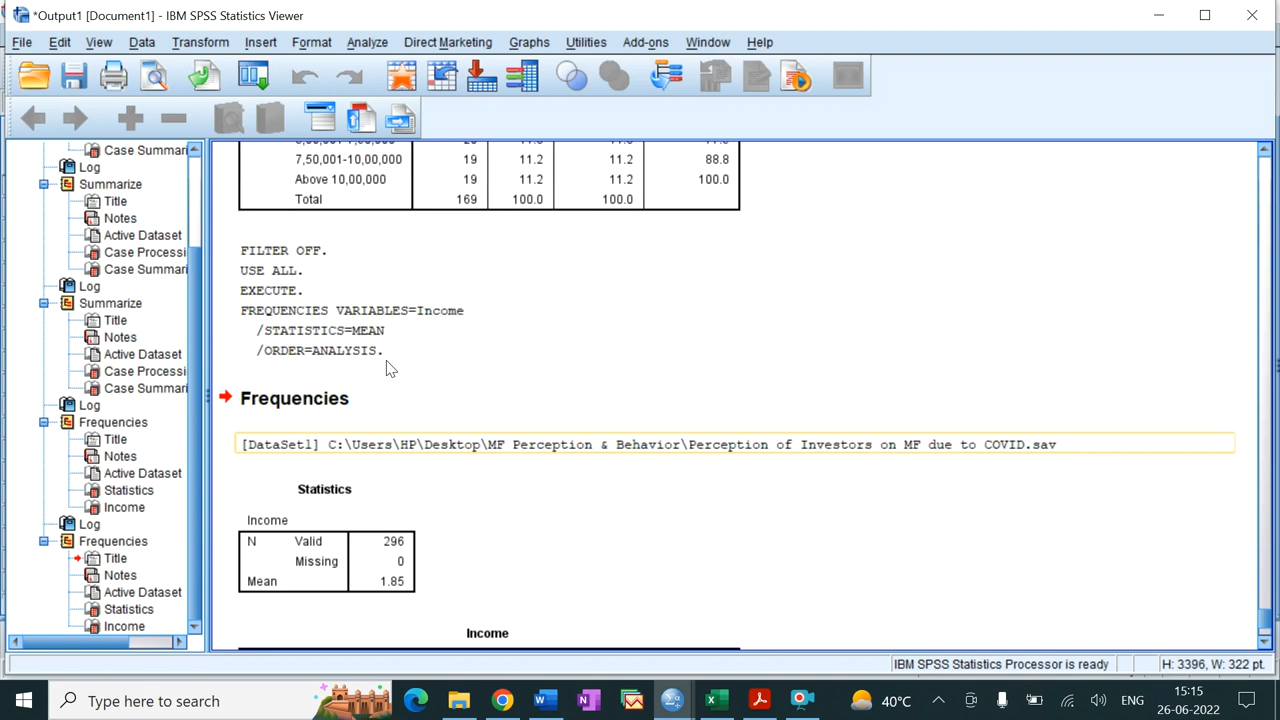 *Output1 [Document1] - IBM SPSS Statistics Viewer
File Edit View Data Transform Insert Format Analyze Direct Marketing Graphs Utilities Add-ons Window Help
Case Summar
Log
Summarize
Title
Notes
Active Dataset
Case Processi
Case Summari
Log
Summarize
Title
Notes
Active Dataset
Case Processi
Case Summari
Log
Frequencies
Title
Notes
Active Dataset
Statistics
Income
Log
Frequencies
Title
Notes
Active Dataset
Statistics
Income
7,50,001-10,00,000 19 11.2 11.2 88.8
Above 10,00,000 19 11.2 11.2 100.0
Total 169 100.0 100.0
FILTER OFF.
USE ALL.
EXECUTE.
FREQUENCIES VARIABLES=Income
/STATISTICS=MEAN
/ORDER=ANALYSIS.
Frequencies
[DataSet1] C:\Users\HP\Desktop\MF Perception & Behavior\Perception of Investors on MF due to COVID.sav
Statistics
Income
N Valid 296
Missing 0
Mean 1.85
Income
IBM SPSS Statistics Processor is ready H: 3396, W: 322 pt.
Type here to search
40°C ENG 15:15
26-06-2022